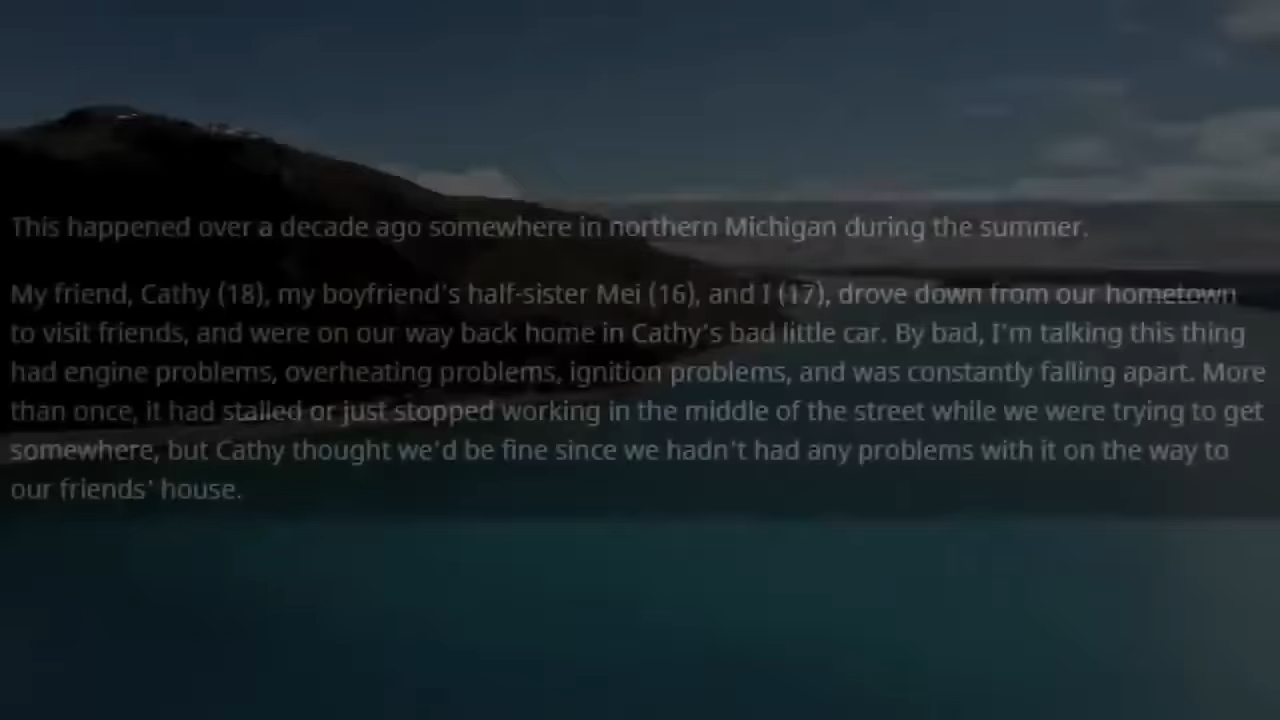 This happened over a decade ago somewhere in northern Michigan during the summer.
My friend, Cathy (18), my boyfriend's half-sister Mei (16), and I (17), drove down from our hometown
to visit friends, and were on our way back home in Cathy's bad little car. By bad, I'm talking this thing
had engine problems, overheating problems, ignition problems, and was constantly falling apart. More
than once, it had stalled or just stopped working in the middle of the street while we were trying to get
somewhere, but Cathy thought we'd be fine since we hadn't had any problems with it on the way to
our friends' house.